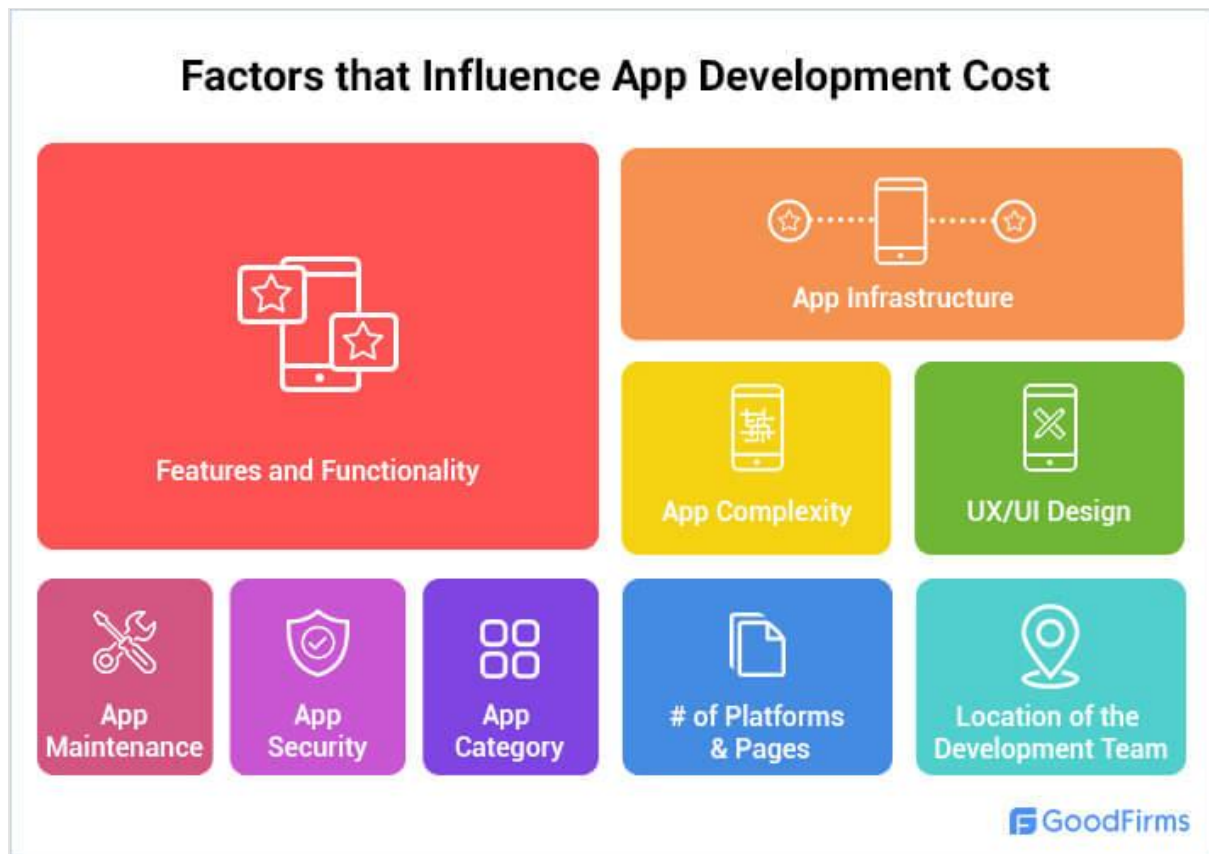 Factors that Influence App Development Cost
Features and Functionality
App Infrastructure
App Complexity
UX/UI Design
App
Maintenance
App
Security
App
Category
# of Platforms
& Pages
Location of the
Development Team
GoodFirms